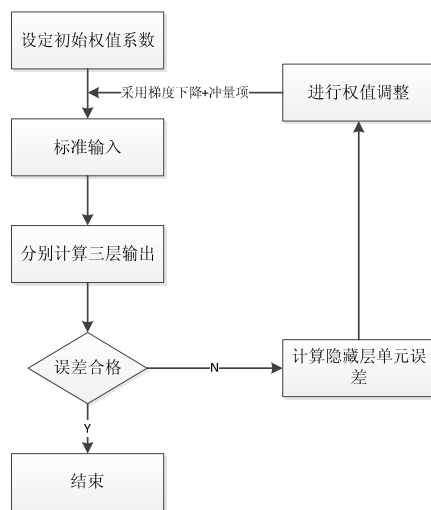 设定初始权值系数
采用梯度下降+冲量项
进行权值调整
标准输入
分别计算三层输出
误差合格
N
计算隐藏层单元误
差
Y
结束